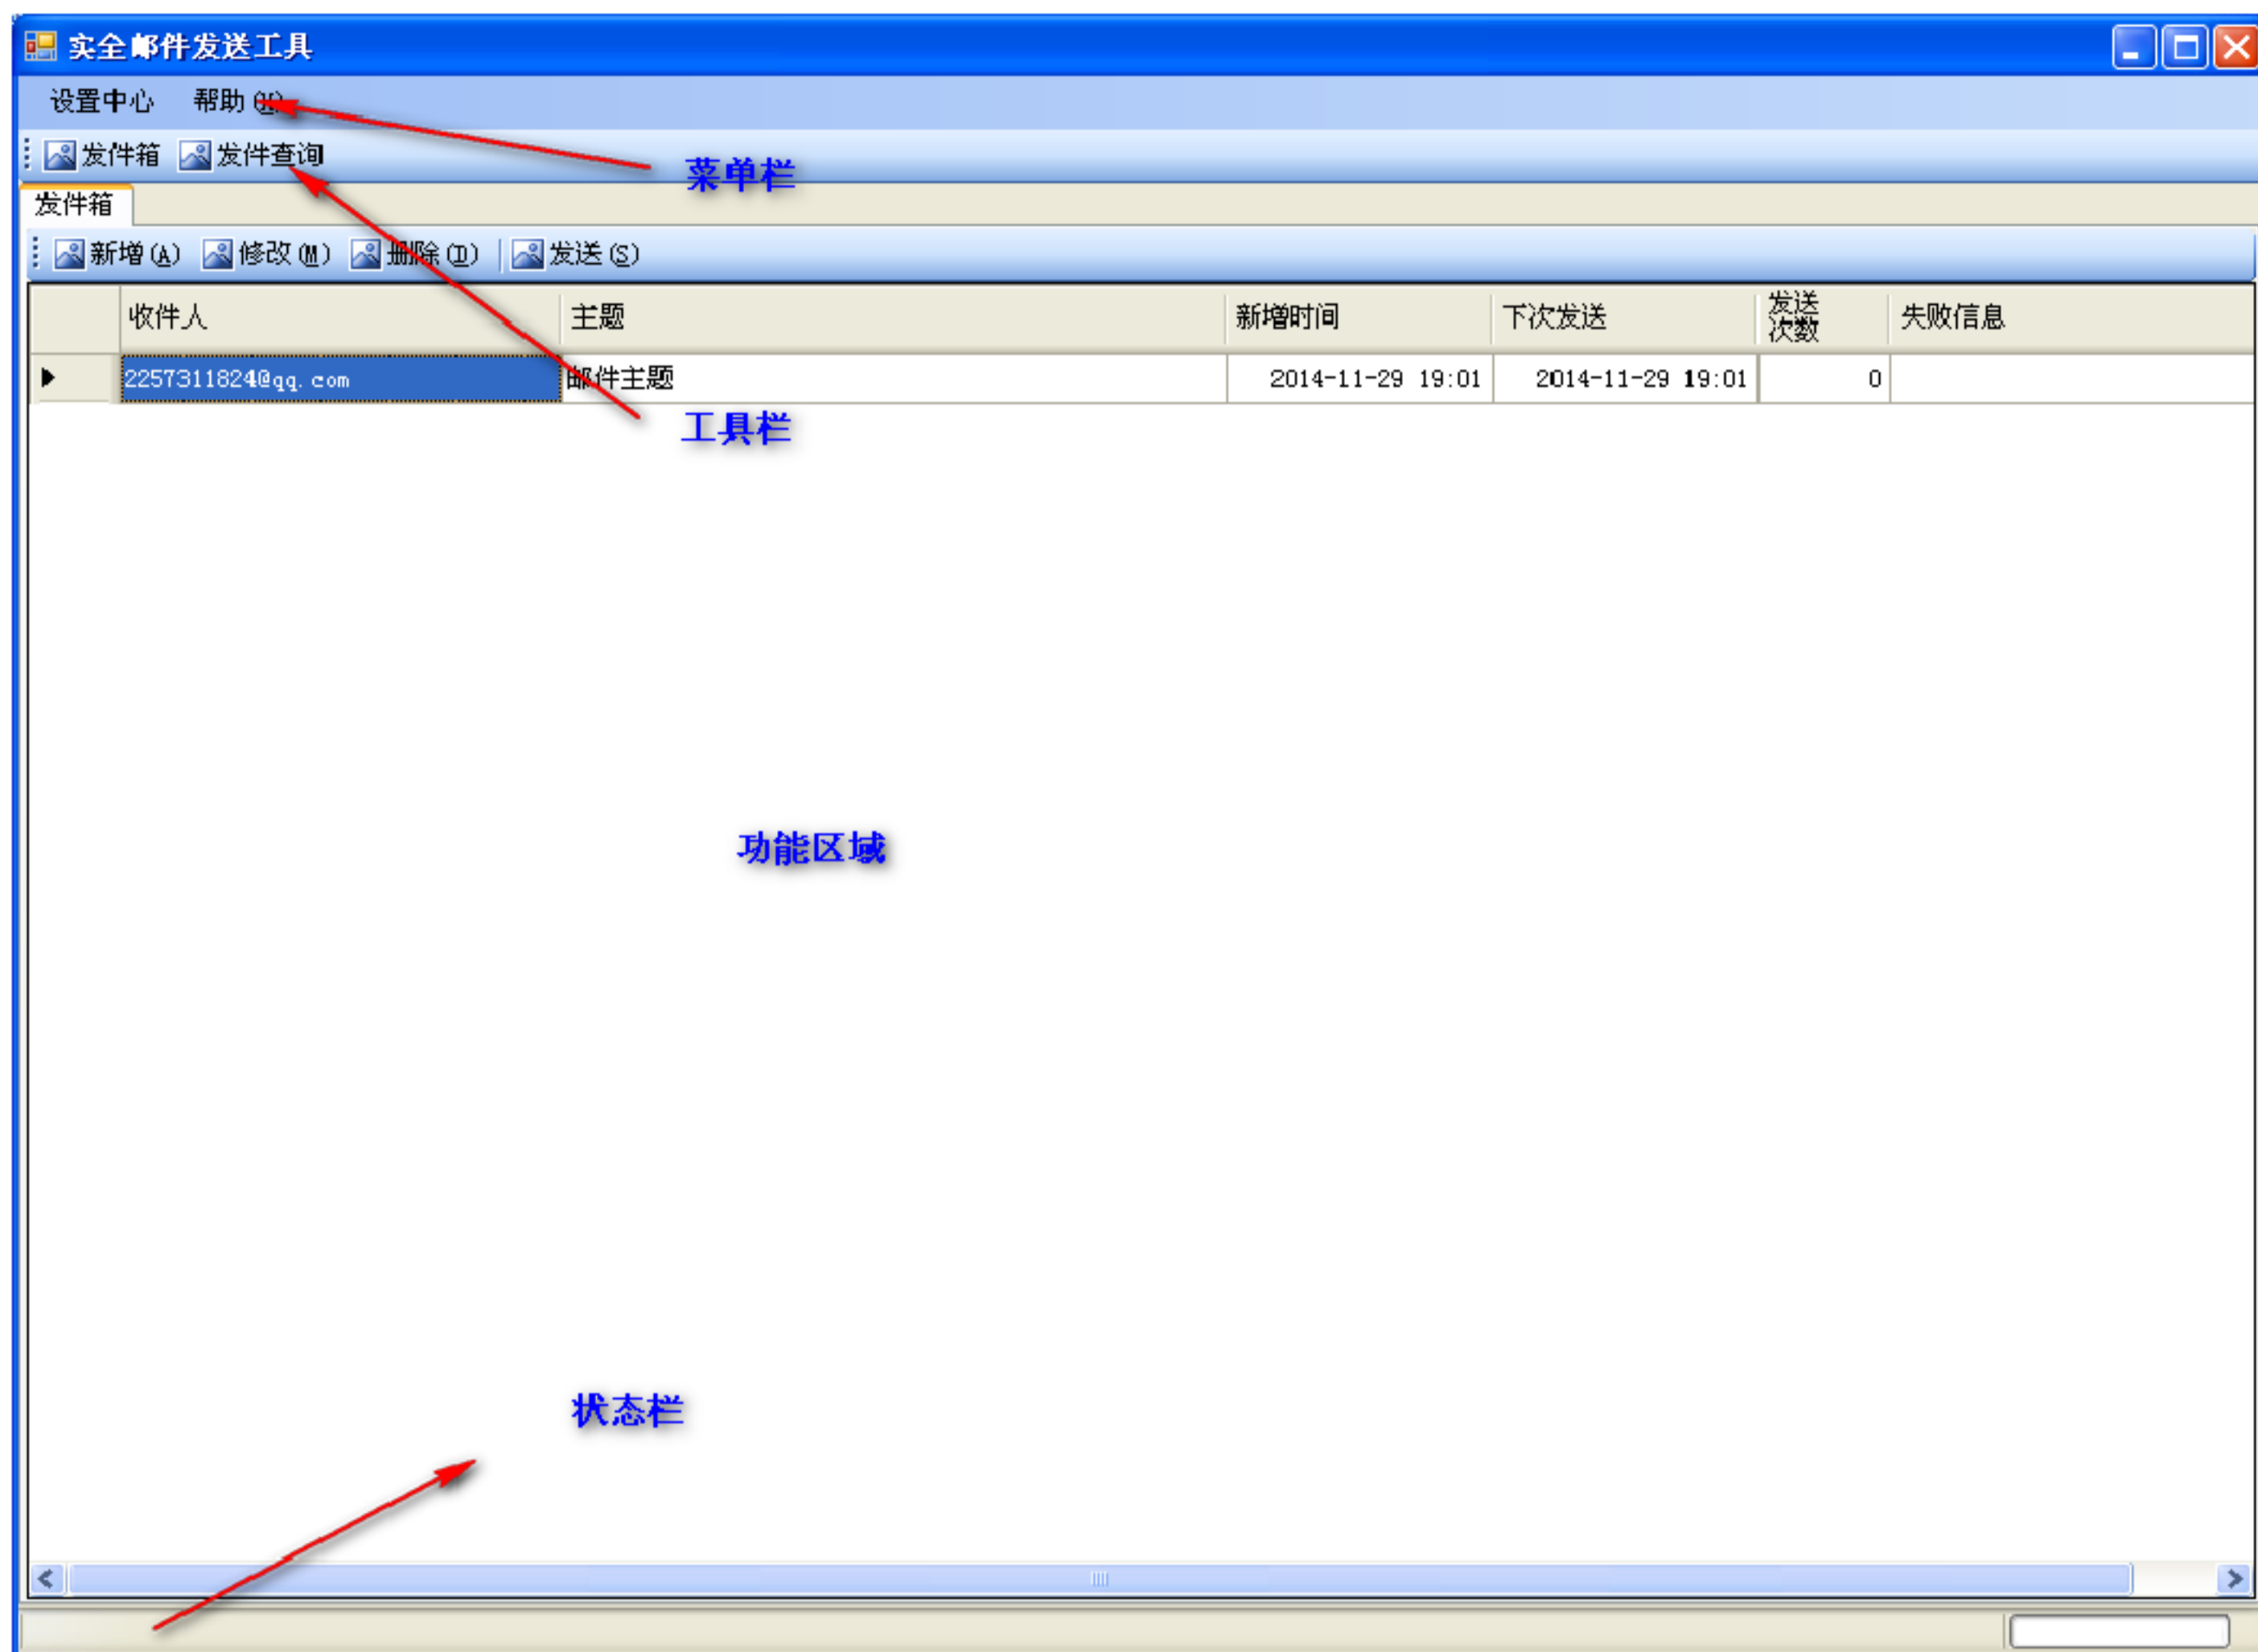 实全邮件发送工具
设置中心 帮助(H)
发件箱 发件查询
菜单栏
发件箱
新增(A) 修改(M) 删除(D) 发送(S)
收件人 主题 新增时间 下次发送 发送次数 失败信息
2257311824@qq.com 邮件主题 2014-11-29 19:01 2014-11-29 19:01 0
工具栏
功能区域
状态栏